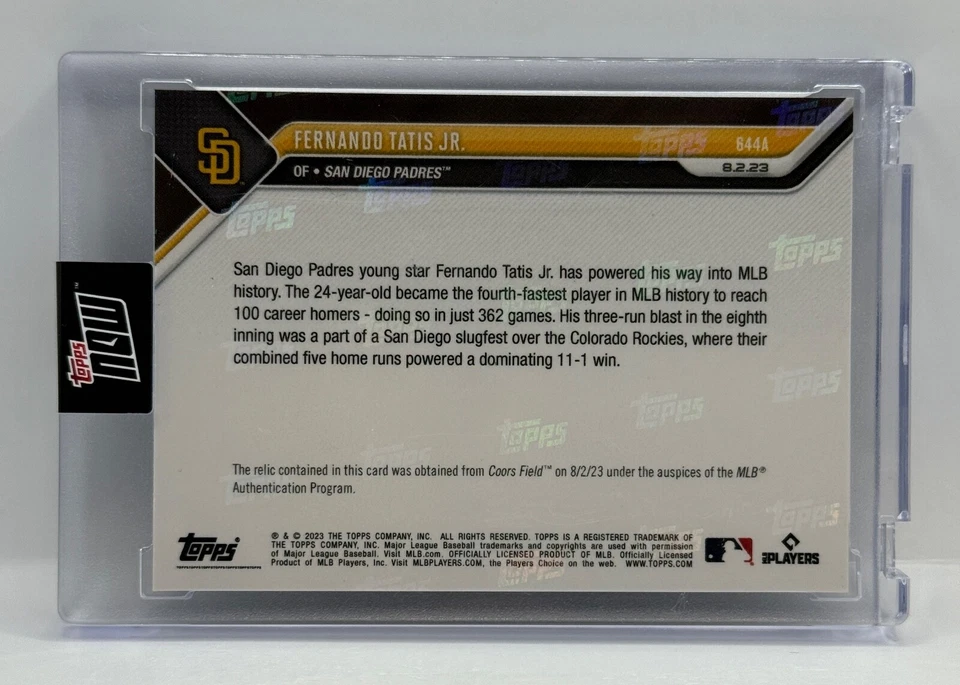 FERNANDO TATIS JR.
644A
OF • SAN DIEGO PADRES™
8.2.23
SD
topps NOW™
San Diego Padres young star Fernando Tatis Jr. has powered his way into MLB
history. The 24-year-old became the fourth-fastest player in MLB history to reach
100 career homers - doing so in just 362 games. His three-run blast in the eighth
inning was a part of a San Diego slugfest over the Colorado Rockies, where their
combined five home runs powered a dominating 11-1 win.
The relic contained in this card was obtained from Coors Field™ on 8/2/23 under the auspices of the MLB®
Authentication Program.
topps®
® & © 2023 THE TOPPS COMPANY, INC. ALL RIGHTS RESERVED. TOPPS IS A REGISTERED TRADEMARK OF
THE TOPPS COMPANY, INC. Major League Baseball trademarks and copyrights are used with permission
of Major League Baseball. Visit MLB.com. OFFICIALLY LICENSED PRODUCT OF MLB. Officially Licensed
Product of MLB Players, Inc. Visit MLBPLAYERS.COM, the Players Choice on the web. WWW.TOPPS.COM
MLB PLAYERS